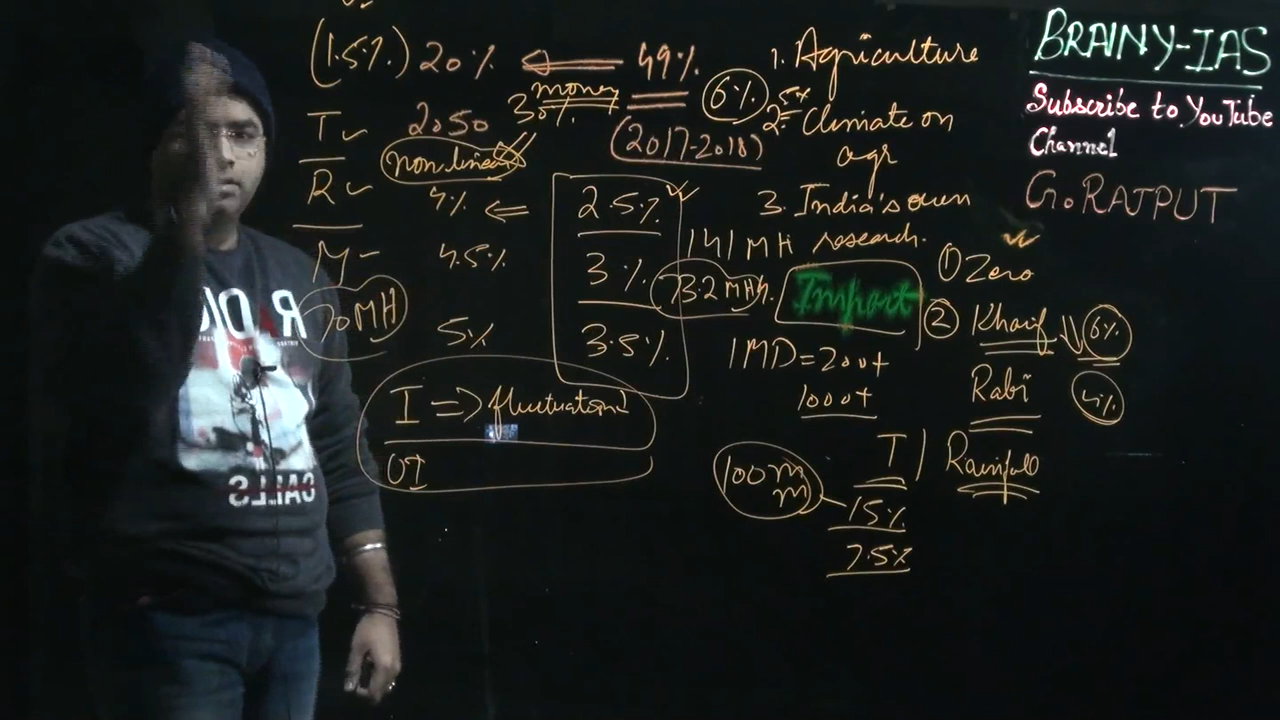 (1.5%) 20% ⇐ 49%
money
30%
6%
T✓ 2050
(2017-2018)
non-linear
R✓
4% ⇐ 2.5% ✓
M- 4.5% 3%
70MH
5% 3.5%
I => fluctuation
UI
1. Agriculture
5%
2. Climate on
agr
3. India's own
research.
141 MH
73.2 MH
Import
IMD = 200+
1000+
100mm
T | Rainfall
15%
7.5%
BRAINY-IAS
Subscribe to YouTube
Channel
G. RAJPUT
① Zero ✓
② Kharif 6%
Rabi 4%
CALLS